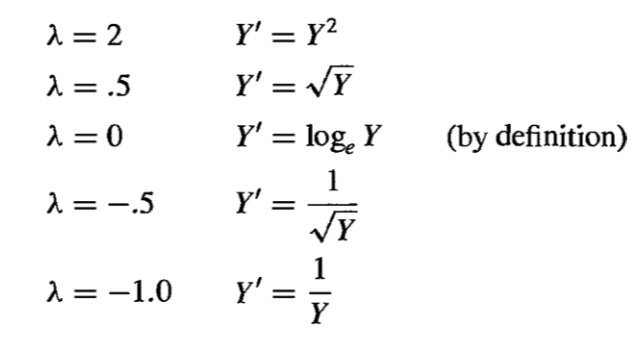 λ = 2 Y′ = Y²
λ = .5 Y′ = √Y
λ = 0 Y′ = logₑ Y (by definition)
λ = −.5 Y′ = 1/√Y
λ = −1.0 Y′ = 1/Y